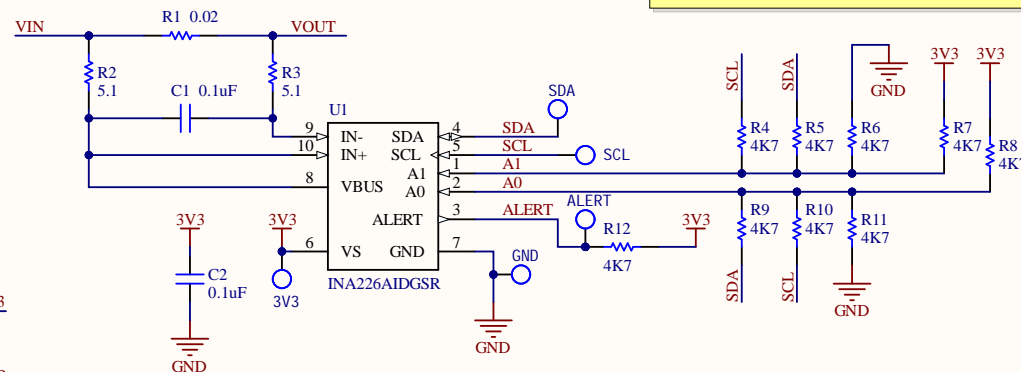 R1 0.02
VIN
VOUT
R2
5.1
R3
5.1
C1 0.1uF
U1
9 IN-
10 IN+
8 VBUS
6 VS
SDA 4
SCL 5
A1 1
A0 2
ALERT 3
GND 7
INA226AIDGSR
SDA
SCL
A1
A0
ALERT
SDA
SCL
ALERT
R12
4K7
3V3
GND
GND
3V3
C2
0.1uF
GND
3V3
3V3
SCL
SDA
GND
3V3
3V3
R4
4K7
R5
4K7
R6
4K7
R7
4K7
R8
4K7
R9
4K7
R10
4K7
R11
4K7
SDA
SCL
GND